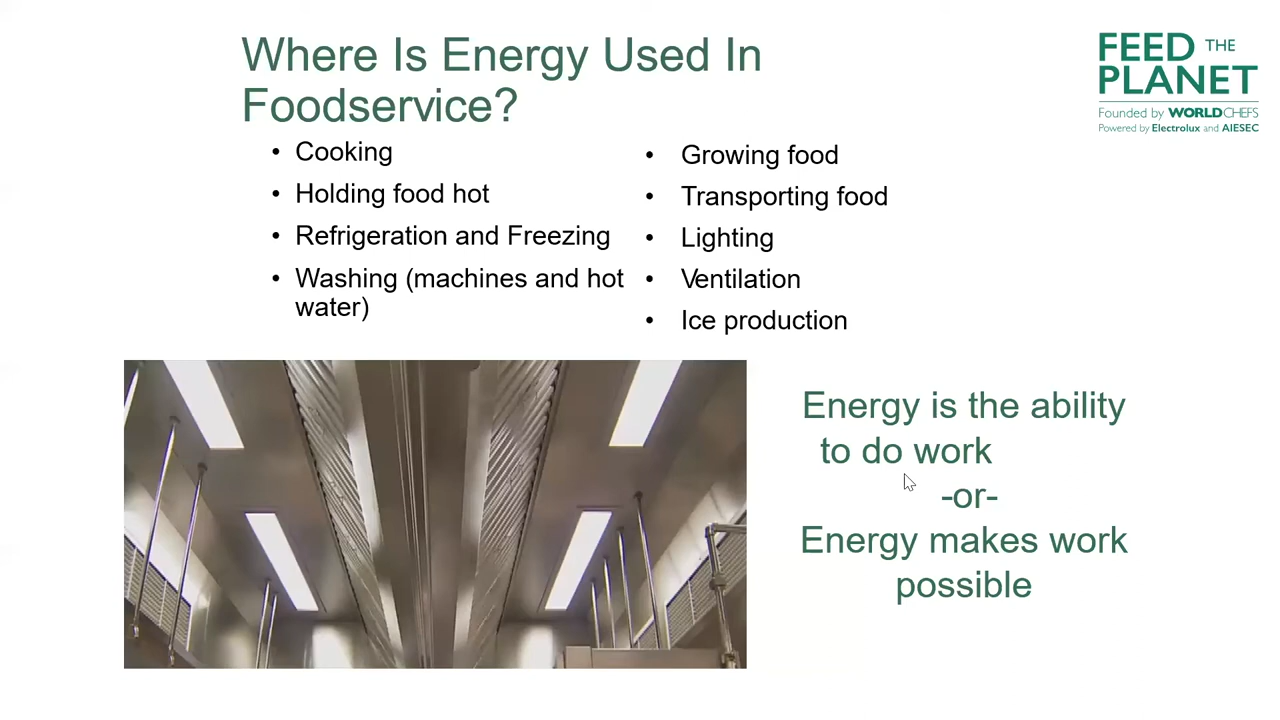 Where Is Energy Used In
Foodservice?
FEED THE
PLANET
Founded by WORLDCHEFS
Powered by Electrolux and AIESEC
• Cooking
• Holding food hot
• Refrigeration and Freezing
• Washing (machines and hot
water)
• Growing food
• Transporting food
• Lighting
• Ventilation
• Ice production
Energy is the ability
to do work
-or-
Energy makes work
possible